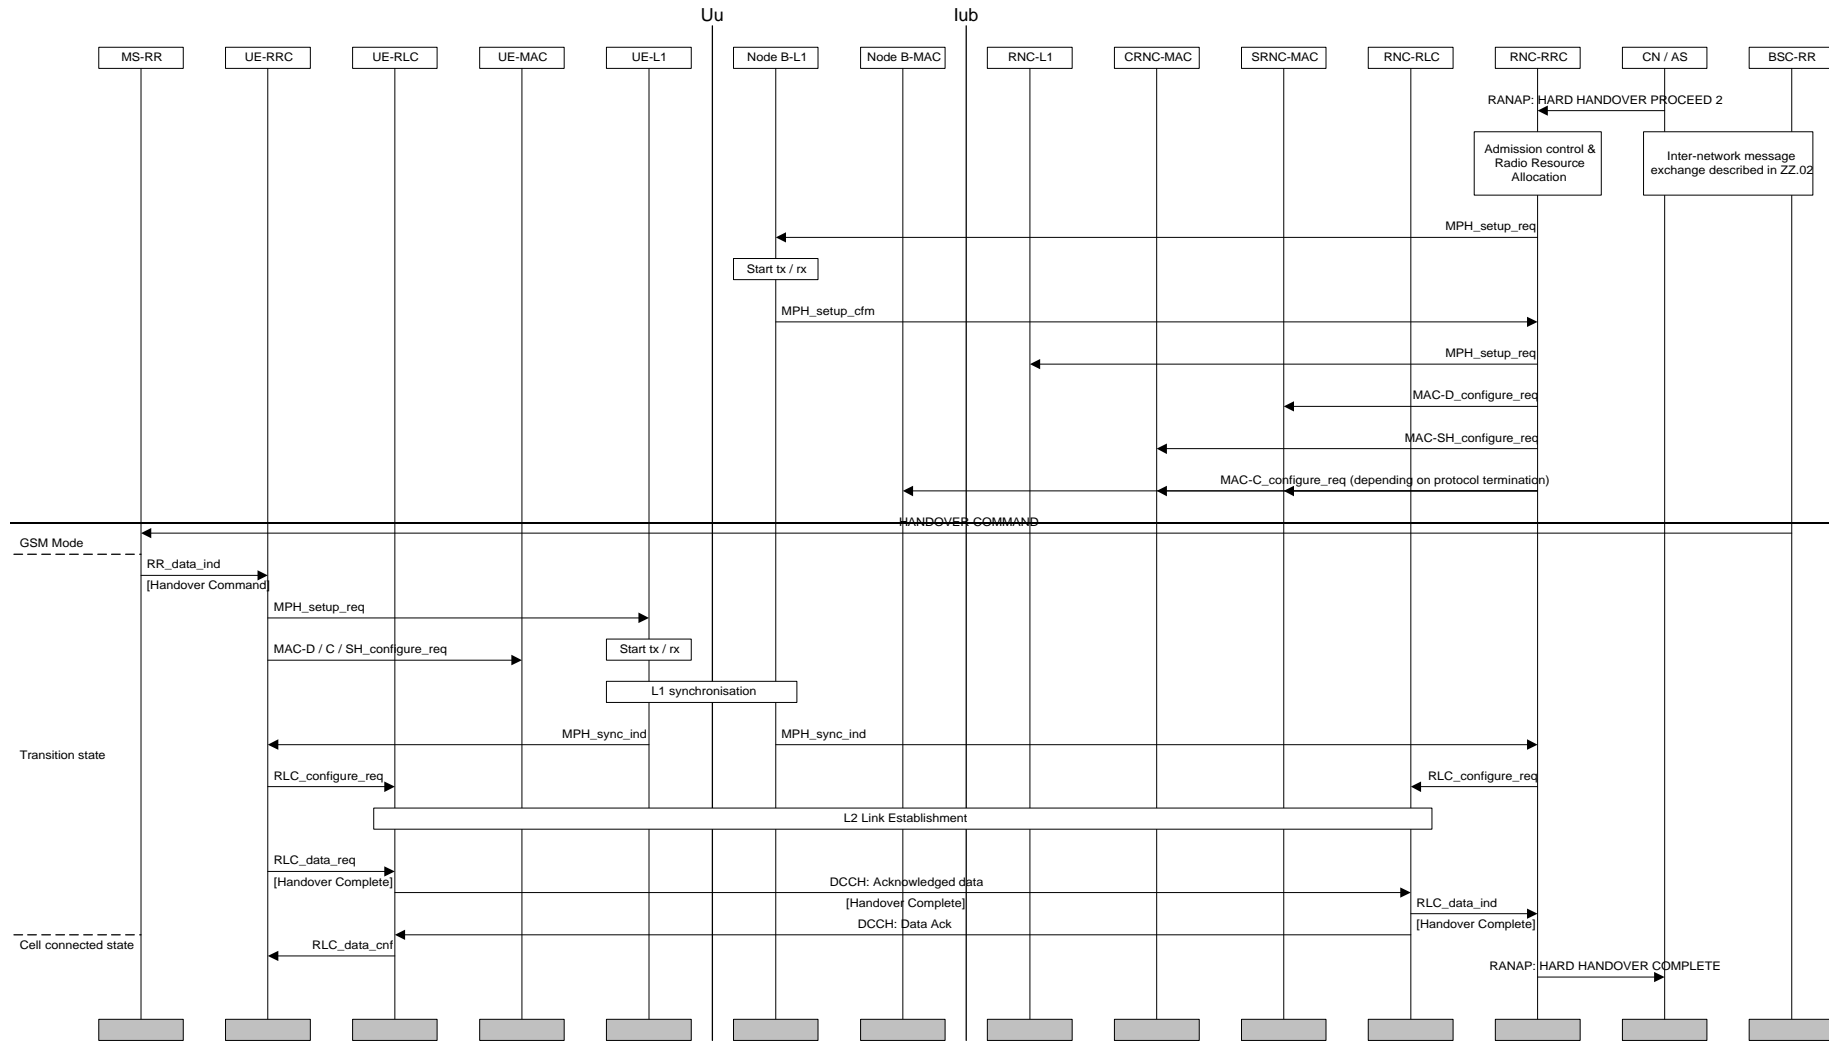 Uu
Iub
MS-RR
UE-RRC
UE-RLC
UE-MAC
UE-L1
Node B-L1
Node B-MAC
RNC-L1
CRNC-MAC
SRNC-MAC
RNC-RLC
RNC-RRC
CN / AS
BSC-RR
RANAP: HARD HANDOVER PROCEED 2
Admission control &
Radio Resource
Allocation
Inter-network message
exchange described in ZZ.02
MPH_setup_req
Start tx / rx
MPH_setup_cfm
MPH_setup_req
MAC-D_configure_req
MAC-SH_configure_req
MAC-C_configure_req (depending on protocol termination)
HANDOVER COMMAND
GSM Mode
RR_data_ind
[Handover Command]
MPH_setup_req
MAC-D / C / SH_configure_req
Start tx / rx
L1 synchronisation
MPH_sync_ind
MPH_sync_ind
Transition state
RLC_configure_req
RLC_configure_req
L2 Link Establishment
RLC_data_req
[Handover Complete]
DCCH: Acknowledged data
[Handover Complete]
RLC_data_ind
[Handover Complete]
DCCH: Data Ack
Cell connected state
RLC_data_cnf
RANAP: HARD HANDOVER COMPLETE